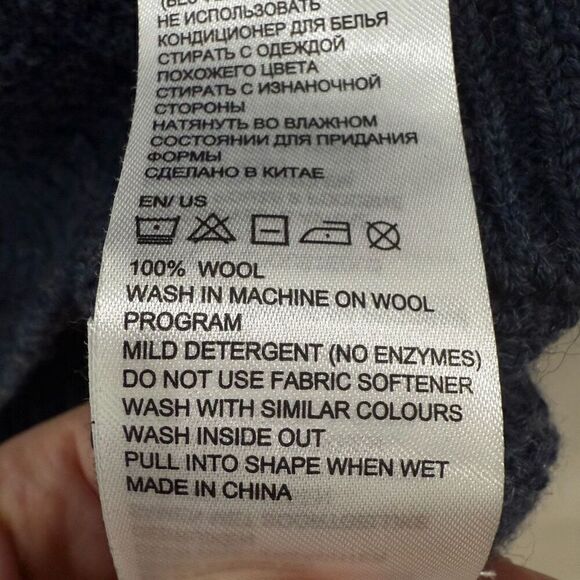 НЕ ИСПОЛЬЗОВАТЬ
КОНДИЦИОНЕР ДЛЯ БЕЛЬЯ
СТИРАТЬ С ОДЕЖДОЙ
ПОХОЖЕГО ЦВЕТА
СТИРАТЬ С ИЗНАНОЧНОЙ
СТОРОНЫ
НАТЯНУТЬ ВО ВЛАЖНОМ
СОСТОЯНИИ ДЛЯ ПРИДАНИЯ
ФОРМЫ
СДЕЛАНО В КИТАЕ
EN/ US
100% WOOL
WASH IN MACHINE ON WOOL
PROGRAM
MILD DETERGENT (NO ENZYMES)
DO NOT USE FABRIC SOFTENER
WASH WITH SIMILAR COLOURS
WASH INSIDE OUT
PULL INTO SHAPE WHEN WET
MADE IN CHINA